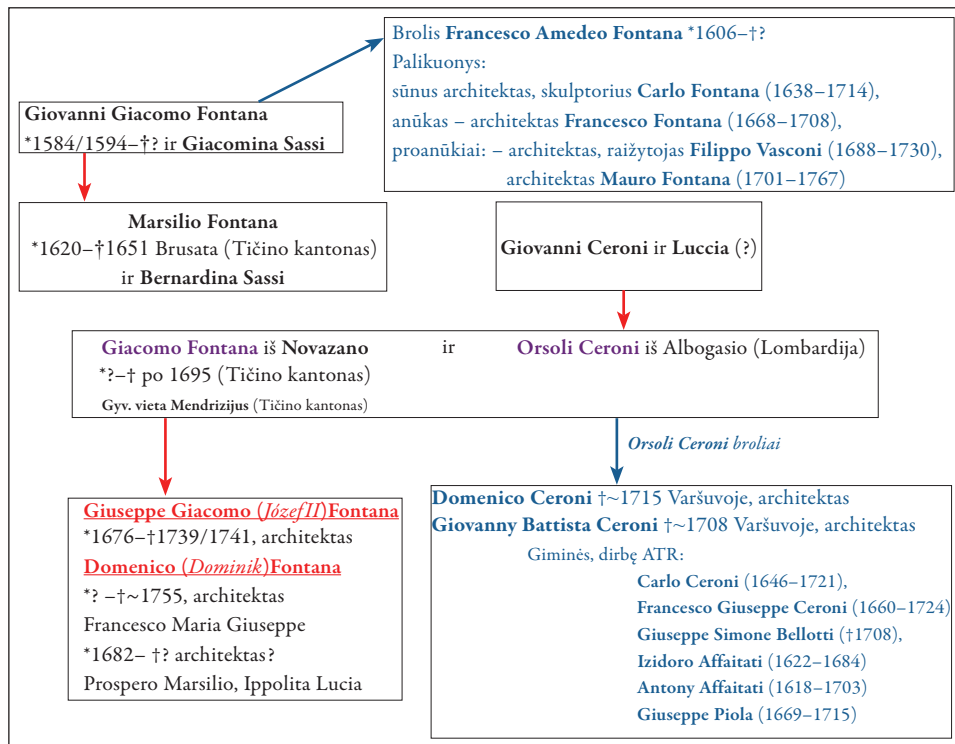 Brolis Francesco Amedeo Fontana *1606–†?
Palikuonys:
sūnus architektas, skulptorius Carlo Fontana (1638–1714),
anūkas – architektas Francesco Fontana (1668–1708),
proanūkiai: – architektas, raižytojas Filippo Vasconi (1688–1730),
architektas Mauro Fontana (1701–1767)
Giovanni Giacomo Fontana
*1584/1594–†? ir Giacomina Sassi
Marsilio Fontana
*1620–†1651 Brusata (Tičino kantonas)
ir Bernardina Sassi
Giovanni Ceroni ir Luccia (?)
Giacomo Fontana iš Novazano ir Orsoli Ceroni iš Albogasio (Lombardija)
*?–† po 1695 (Tičino kantonas)
Gyv. vieta Mendrizijus (Tičino kantonas)
Orsoli Ceroni broliai
Giuseppe Giacomo (JózefII)Fontana
*1676–†1739/1741, architektas
Domenico (Dominik)Fontana
*? –†~1755, architektas
Francesco Maria Giuseppe
*1682– †? architektas?
Prospero Marsilio, Ippolita Lucia
Domenico Ceroni †~1715 Varšuvoje, architektas
Giovanny Battista Ceroni †~1708 Varšuvoje, architektas
Giminės, dirbę ATR:
Carlo Ceroni (1646–1721),
Francesco Giuseppe Ceroni (1660–1724)
Giuseppe Simone Bellotti (†1708),
Izidoro Affaitati (1622–1684)
Antony Affaitati (1618–1703)
Giuseppe Piola (1669–1715)